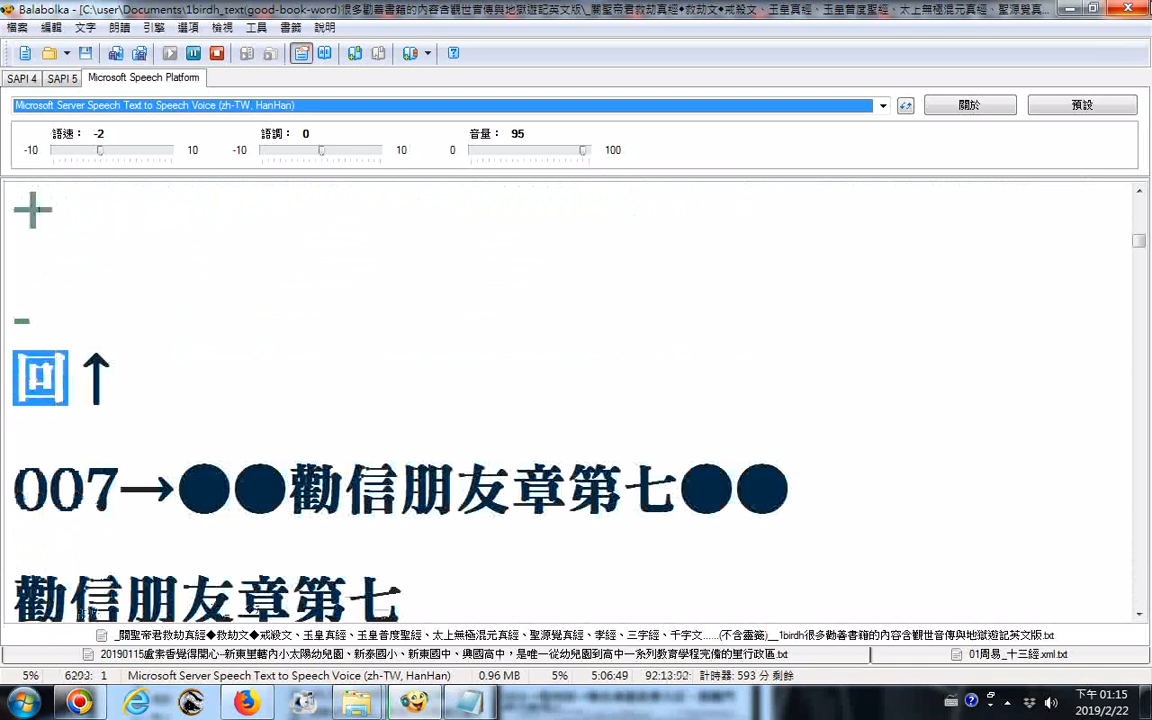 Balabolka - [C:\user\Documents\1birdh_text(good-book-word)很多勸善書籍的內容含觀世音傳與地獄遊記英文版\_關聖帝君救劫真經◆救劫文◆戒殺文、玉皇真經、玉皇普度聖經、太上無極混元真經、聖源覺真...
檔案 編輯 文字 朗讀 引擎 選項 檢視 工具 書籤 說明
SAPI 4 SAPI 5 Microsoft Speech Platform
Microsoft Server Speech Text to Speech Voice (zh-TW, HanHan) 關於 預設
語速： -2 語調： 0 音量： 95
-10 10 -10 10 0 100
+
-
回↑
007→●●勸信朋友章第七●●
勸信朋友章第七
_關聖帝君救劫真經◆救劫文◆戒殺文、玉皇真經、玉皇普度聖經、太上無極混元真經、聖源覺真經、孝經、三字經、千字文......(不含靈籤)__1birdh很多勸善書籍的內容含觀世音傳與地獄遊記英文版.txt
20190115盧素香覺得開心--新東里轄內小太陽幼兒園、新泰國小、新東國中、興國高中，是唯一從幼兒園到高中一系列教育學程完備的里行政區.txt 01周易_十三經.xml.txt
5% 6293: 1 Microsoft Server Speech Text to Speech Voice (zh-TW, HanHan) 0.96 MB 5% 5:06:49 92:13:92: 計時器： 593 分 剩餘
下午 01:15
2019/2/22